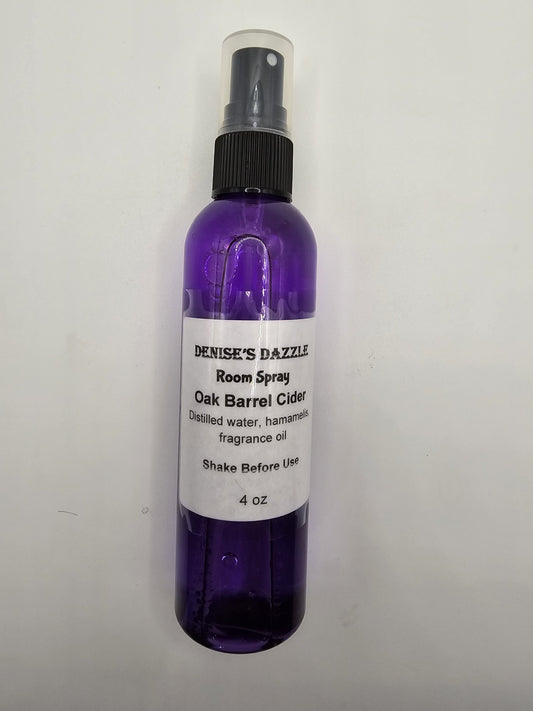 DENISE'S DAZZLE
Room Spray
Oak Barrel Cider
Distilled water, hamamelis,
fragrance oil
Shake Before Use
4 oz